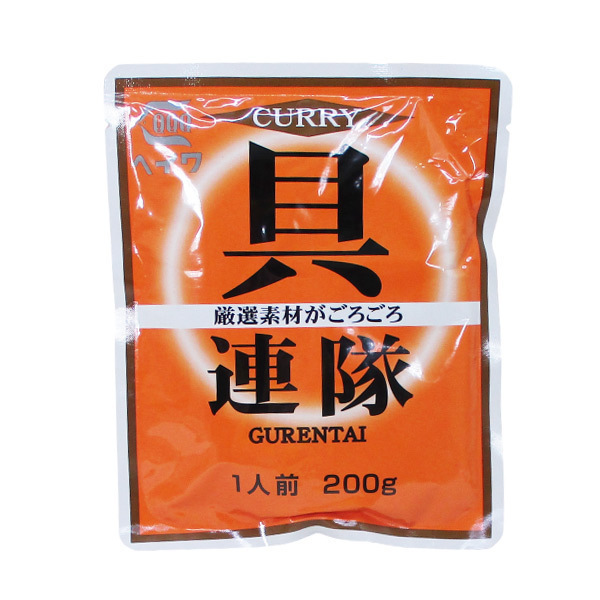 CURRY
ヘイワ
具
厳選素材がごろごろ
連隊
GURENTAI
1人前 200g